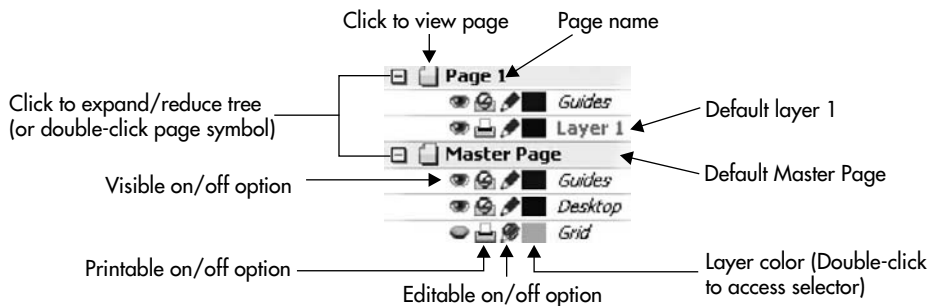 Click to view page
Page name
Page 1
Click to expand/reduce tree
(or double-click page symbol)
Guides
Default layer 1
Layer 1
Master Page
Default Master Page
Visible on/off option
Guides
Desktop
Grid
Printable on/off option
Editable on/off option
Layer color (Double-click
to access selector)